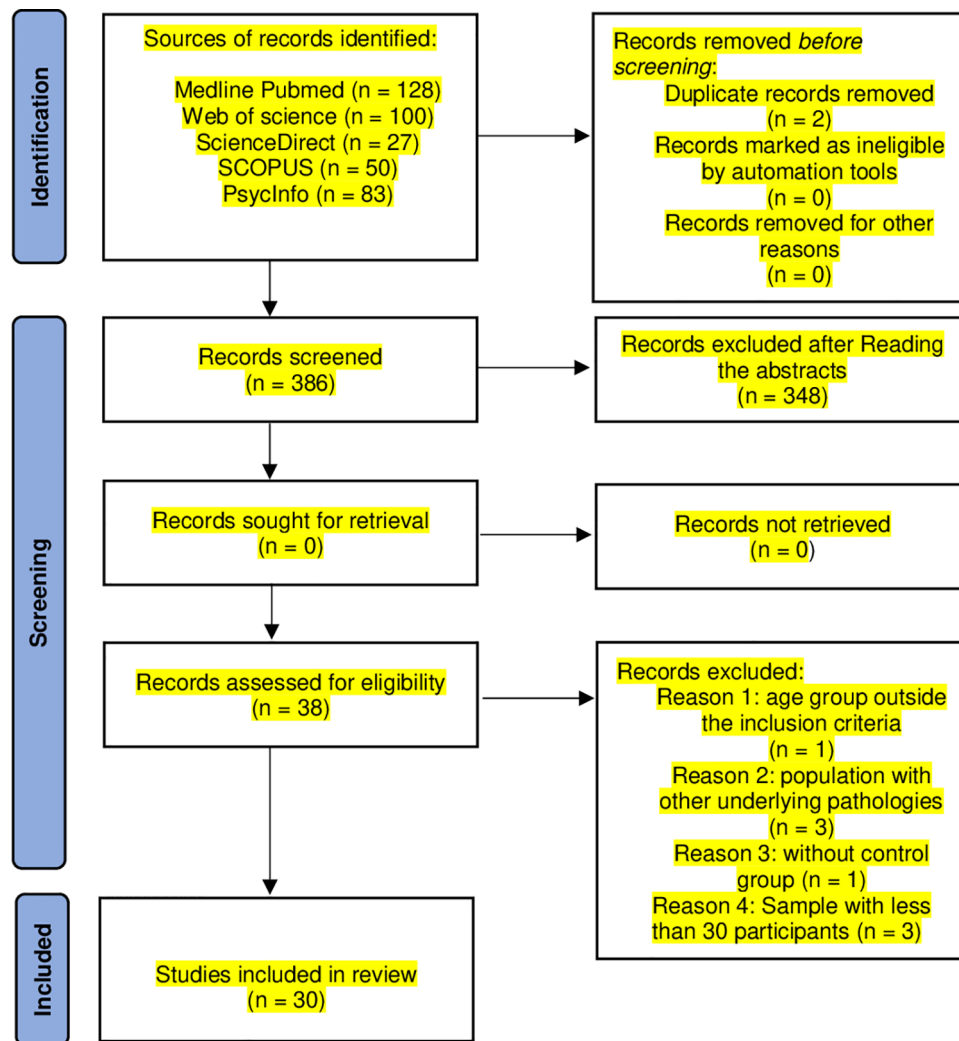 Identification
Sources of records identified:
Medline Pubmed (n = 128)
Web of science (n = 100)
ScienceDirect (n = 27)
SCOPUS (n = 50)
PsycInfo (n = 83)
Records removed before
screening:
Duplicate records removed
(n = 2)
Records marked as ineligible
by automation tools
(n = 0)
Records removed for other
reasons
(n = 0)
Screening
Records screened
(n = 386)
Records excluded after Reading
the abstracts
(n = 348)
Records sought for retrieval
(n = 0)
Records not retrieved
(n = 0)
Records assessed for eligibility
(n = 38)
Records excluded:
Reason 1: age group outside
the inclusion criteria
(n = 1)
Reason 2: population with
other underlying pathologies
(n = 3)
Reason 3: without control
group (n = 1)
Reason 4: Sample with less
than 30 participants (n = 3)
Included
Studies included in review
(n = 30)